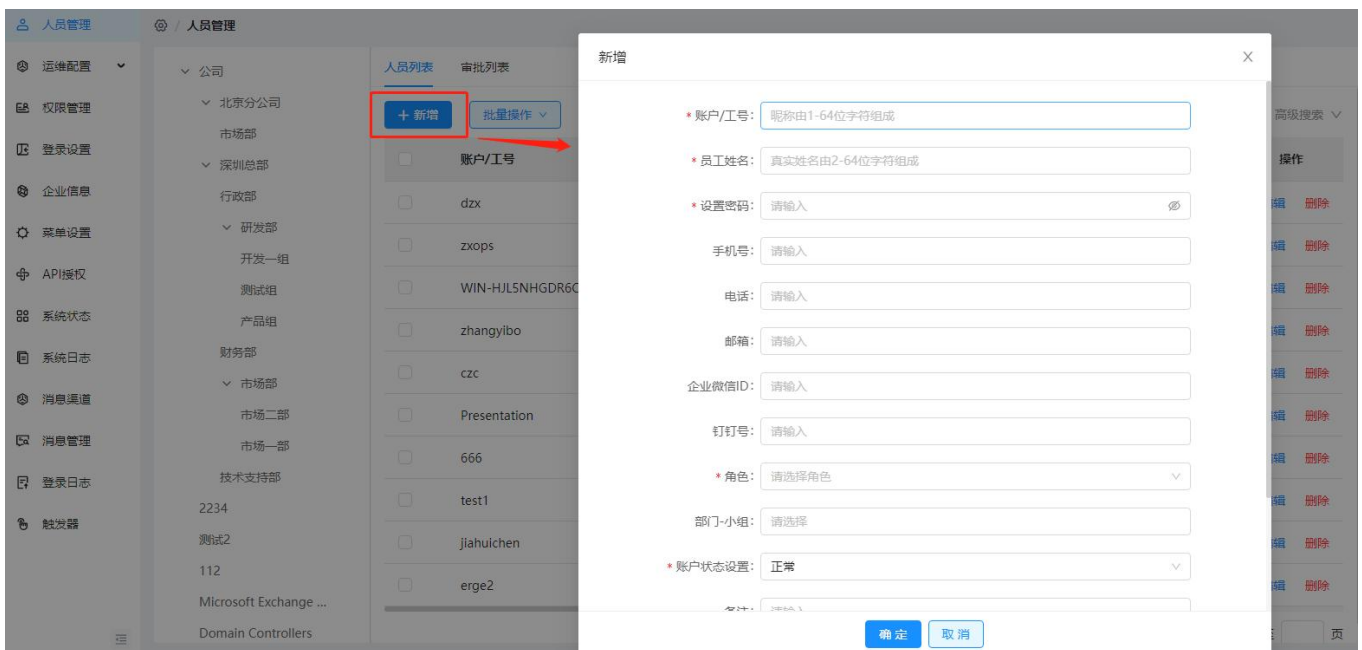 人员管理
运维配置
权限管理
登录设置
企业信息
菜单设置
API授权
系统状态
系统日志
消息渠道
消息管理
登录日志
触发器
/ 人员管理
公司
北京分公司
市场部
深圳总部
行政部
研发部
开发一组
测试组
产品组
财务部
市场部
市场二部
市场一部
技术支持部
2234
测试2
112
Microsoft Exchange ...
Domain Controllers
人员列表 审批列表
+ 新增 批量操作
高级搜索
账户/工号 操作
dzx 删除
zxops 删除
WIN-HJL5NHGDR6C 删除
zhangyibo 删除
czc 删除
Presentation 删除
666 删除
test1 删除
jiahuichen 删除
erge2 删除
页
新增
* 账户/工号: 昵称由1-64位字符组成
* 员工姓名: 真实姓名由2-64位字符组成
* 设置密码: 请输入
手机号: 请输入
电话: 请输入
邮箱: 请输入
企业微信ID: 请输入
钉钉号: 请输入
* 角色: 请选择角色
部门-小组: 请选择
* 账户状态设置: 正常
确 定 取 消